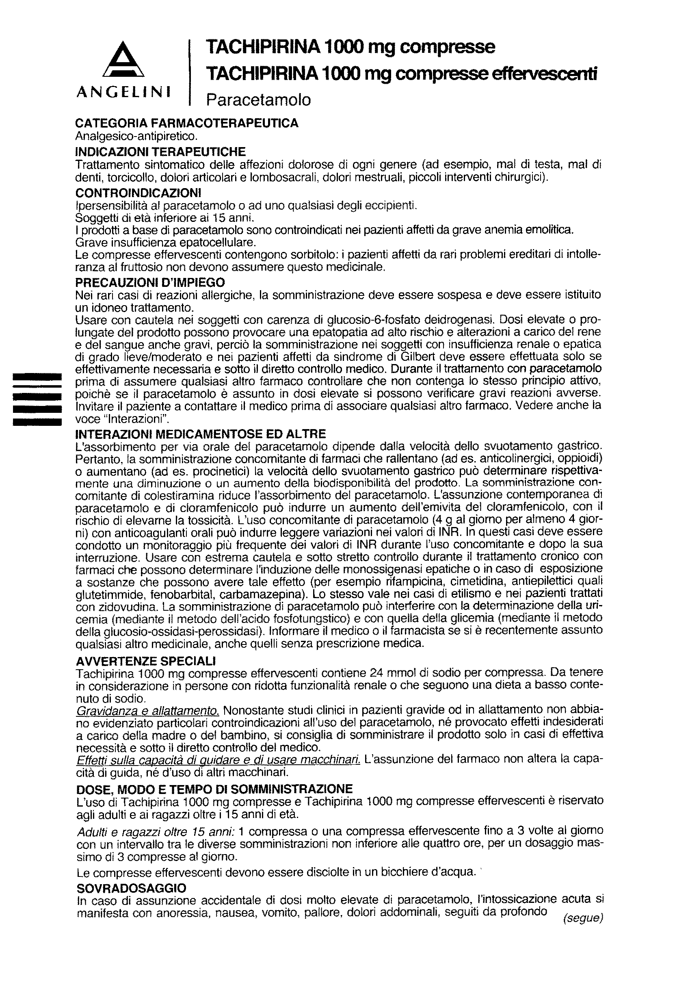 ANGELINI
TACHIPIRINA 1000 mg compresse
TACHIPIRINA 1000 mg compresse effervescenti
Paracetamolo
CATEGORIA FARMACOTERAPEUTICA
Analgesico-antipiretico.
INDICAZIONI TERAPEUTICHE
Trattamento sintomatico delle affezioni dolorose di ogni genere (ad esempio, mal di testa, mal di
denti, torcicollo, dolori articolari e lombosacrali, dolori mestruali, piccoli interventi chirurgici).
CONTROINDICAZIONI
Ipersensibilità al paracetamolo o ad uno qualsiasi degli eccipienti.
Soggetti di età inferiore ai 15 anni.
I prodotti a base di paracetamolo sono controindicati nei pazienti affetti da grave anemia emolitica.
Grave insufficienza epatocellulare.
Le compresse effervescenti contengono sorbitolo: i pazienti affetti da rari problemi ereditari di intolle-
ranza al fruttosio non devono assumere questo medicinale.
PRECAUZIONI D'IMPIEGO
Nei rari casi di reazioni allergiche, la somministrazione deve essere sospesa e deve essere istituito
un idoneo trattamento.
Usare con cautela nei soggetti con carenza di glucosio-6-fosfato deidrogenasi. Dosi elevate o pro-
lungate del prodotto possono provocare una epatopatia ad alto rischio e alterazioni a carico del rene
e del sangue anche gravi, perciò la somministrazione nei soggetti con insufficienza renale o epatica
di grado lieve/moderato e nei pazienti affetti da sindrome di Gilbert deve essere effettuata solo se
effettivamente necessaria e sotto il diretto controllo medico. Durante il trattamento con paracetamolo
prima di assumere qualsiasi altro farmaco controllare che non contenga lo stesso principio attivo,
poichè se il paracetamolo è assunto in dosi elevate si possono verificare gravi reazioni avverse.
Invitare il paziente a contattare il medico prima di associare qualsiasi altro farmaco. Vedere anche la
voce "Interazioni".
INTERAZIONI MEDICAMENTOSE ED ALTRE
L'assorbimento per via orale del paracetamolo dipende dalla velocità dello svuotamento gastrico.
Pertanto, la somministrazione concomitante di farmaci che rallentano (ad es. anticolinergici, oppioidi)
o aumentano (ad es. procinetici) la velocità dello svuotamento gastrico può determinare rispettiva-
mente una diminuzione o un aumento della biodisponibilità del prodotto. La somministrazione con-
comitante di colestiramina riduce l'assorbimento del paracetamolo. L'assunzione contemporanea di
paracetamolo e di cloramfenicolo può indurre un aumento dell'emivita del cloramfenicolo, con il
rischio di elevarne la tossicità. L'uso concomitante di paracetamolo (4 g al giorno per almeno 4 gior-
ni) con anticoagulanti orali può indurre leggere variazioni nei valori di INR. In questi casi deve essere
condotto un monitoraggio più frequente dei valori di INR durante l'uso concomitante e dopo la sua
interruzione. Usare con estrema cautela e sotto stretto controllo durante il trattamento cronico con
farmaci che possono determinare l'induzione delle monossigenasi epatiche o in caso di esposizione
a sostanze che possono avere tale effetto (per esempio rifampicina, cimetidina, antiepilettici quali
glutetimmide, fenobarbital, carbamazepina). Lo stesso vale nei casi di etilismo e nei pazienti trattati
con zidovudina. La somministrazione di paracetamolo può interferire con la determinazione della uri-
cemia (mediante il metodo dell'acido fosfotungstico) e con quella della glicemia (mediante il metodo
della glucosio-ossidasi-perossidasi). Informare il medico o il farmacista se si è recentemente assunto
qualsiasi altro medicinale, anche quelli senza prescrizione medica.
AVVERTENZE SPECIALI
Tachipirina 1000 mg compresse effervescenti contiene 24 mmol di sodio per compressa. Da tenere
in considerazione in persone con ridotta funzionalità renale o che seguono una dieta a basso conte-
nuto di sodio.
Gravidanza e allattamento. Nonostante studi clinici in pazienti gravide od in allattamento non abbia-
no evidenziato particolari controindicazioni all'uso del paracetamolo, né provocato effetti indesiderati
a carico della madre o del bambino, si consiglia di somministrare il prodotto solo in casi di effettiva
necessità e sotto il diretto controllo del medico.
Effetti sulla capacità di guidare e di usare macchinari. L'assunzione del farmaco non altera la capa-
cità di guida, né d'uso di altri macchinari.
DOSE, MODO E TEMPO DI SOMMINISTRAZIONE
L'uso di Tachipirina 1000 mg compresse e Tachipirina 1000 mg compresse effervescenti è riservato
agli adulti e ai ragazzi oltre i 15 anni di età.
Adulti e ragazzi oltre 15 anni: 1 compressa o una compressa effervescente fino a 3 volte al giorno
con un intervallo tra le diverse somministrazioni non inferiore alle quattro ore, per un dosaggio mas-
simo di 3 compresse al giorno.
Le compresse effervescenti devono essere disciolte in un bicchiere d'acqua.
SOVRADOSAGGIO
In caso di assunzione accidentale di dosi molto elevate di paracetamolo, l'intossicazione acuta si
manifesta con anoressia, nausea, vomito, pallore, dolori addominali, seguiti da profondo
(segue)